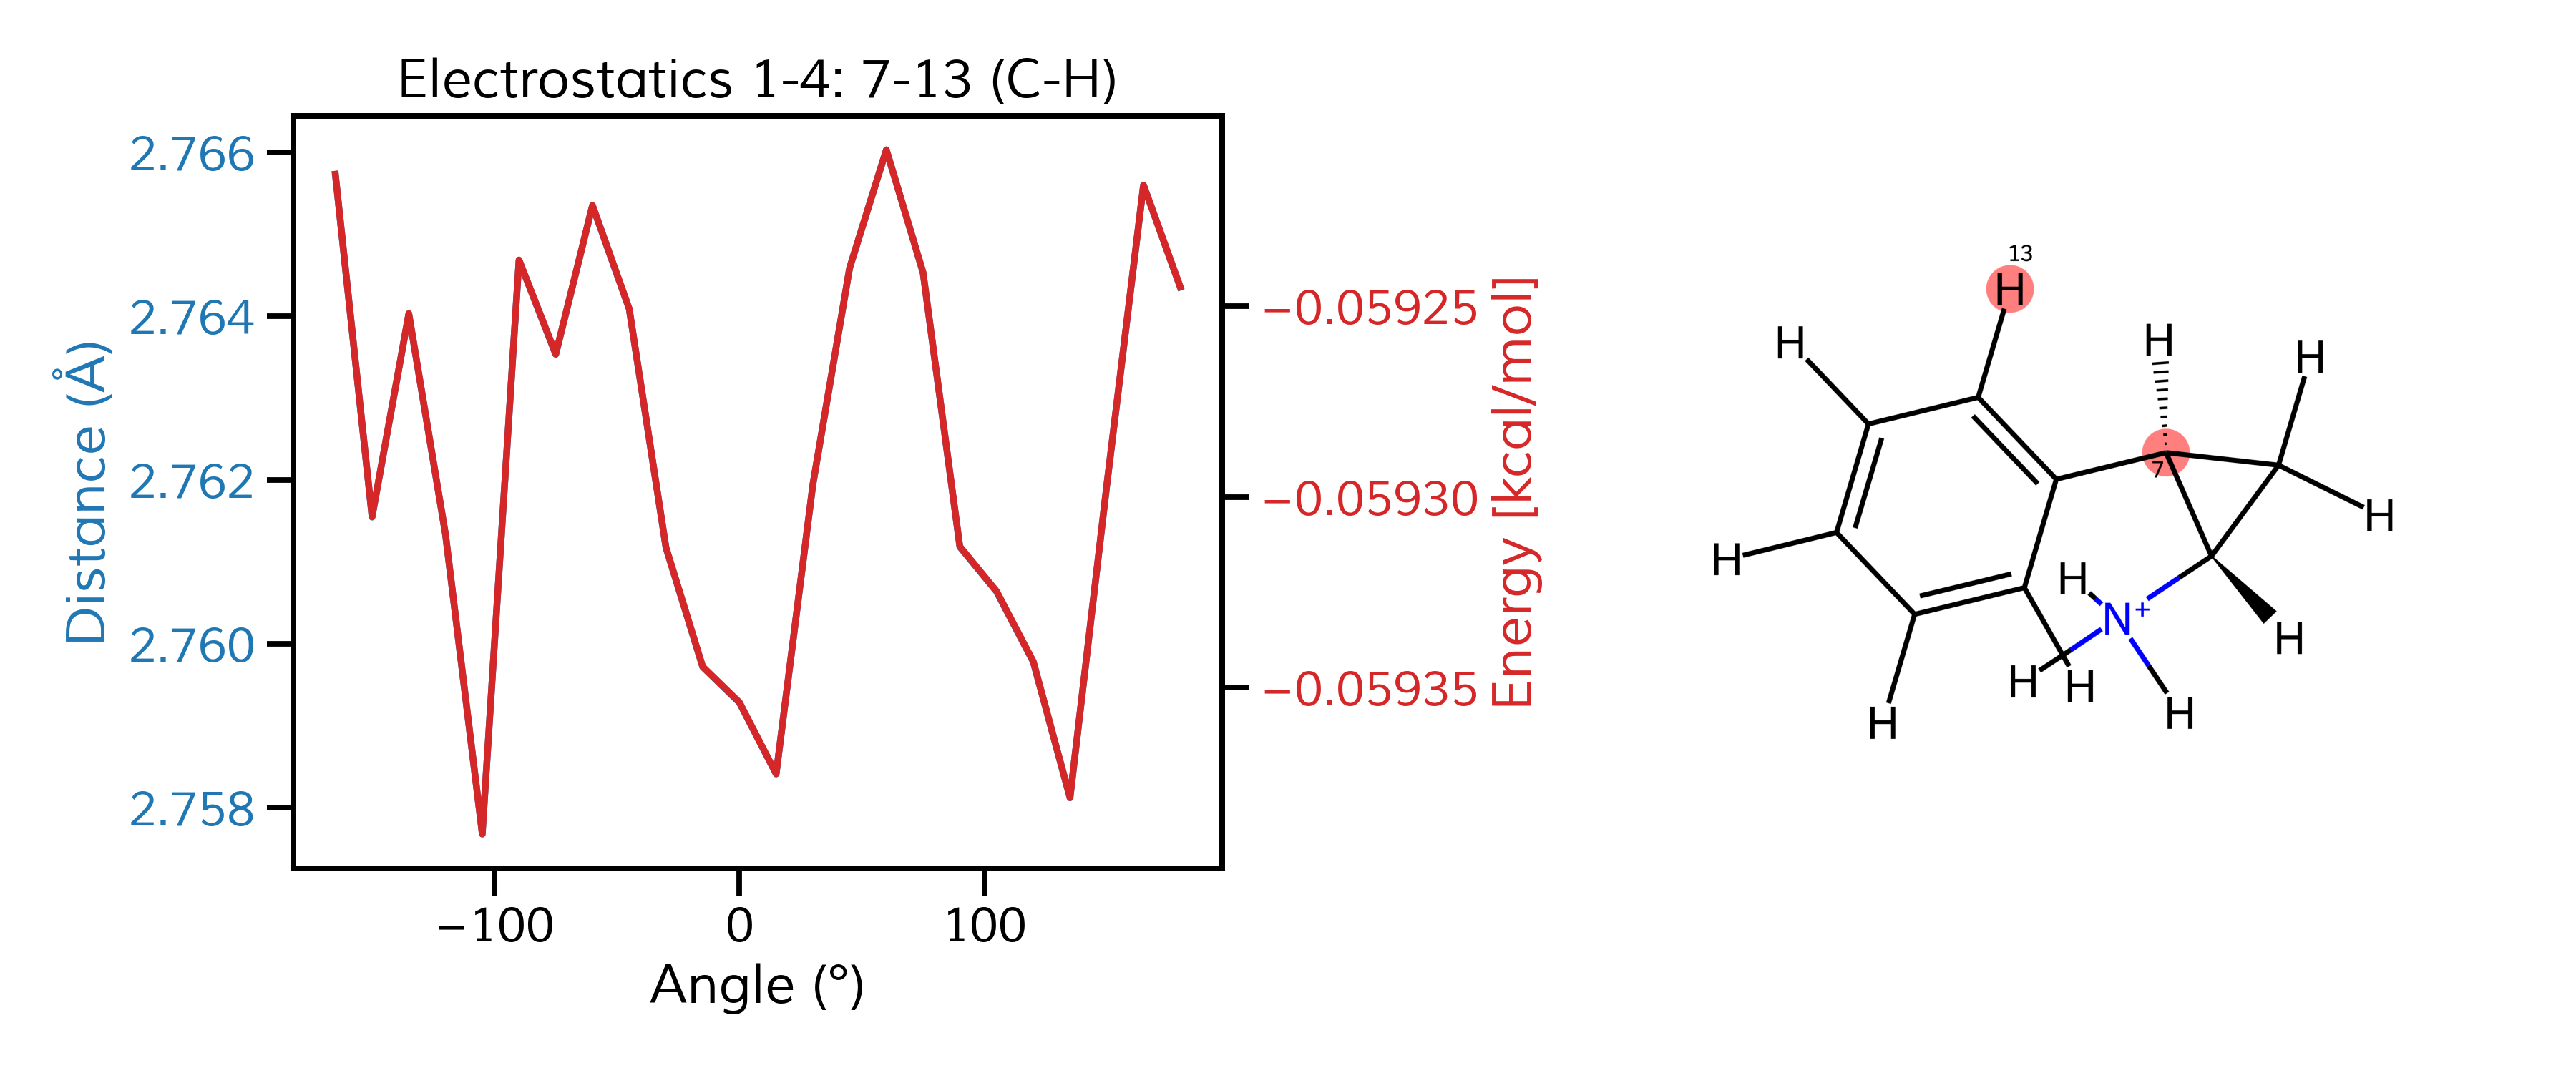 Electrostatics 1-4: 7-13 (C-H)
Distance (Å)
2.766
2.764
2.762
2.760
2.758
−0.05925
−0.05930
−0.05935
Energy [kcal/mol]
−100 0 100
Angle (°)
13
H
H
H
H
7
H
H
H
N+
H
H H
H
H